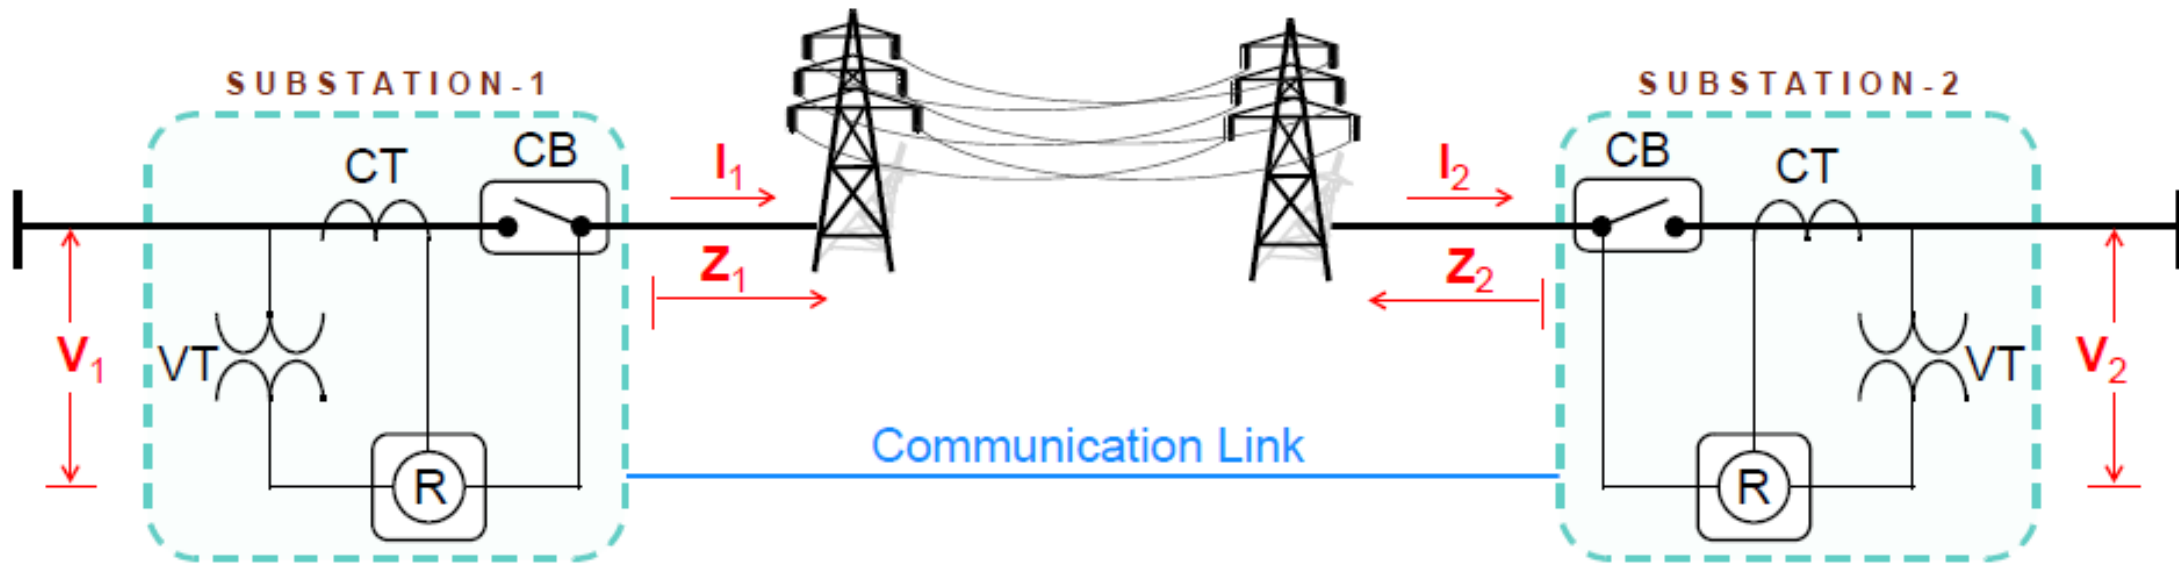 SUBSTATION-1
SUBSTATION-2
CT
CB
I1
I2
CB
CT
Z1
Z2
V1
VT
VT
V2
Communication Link
R
R